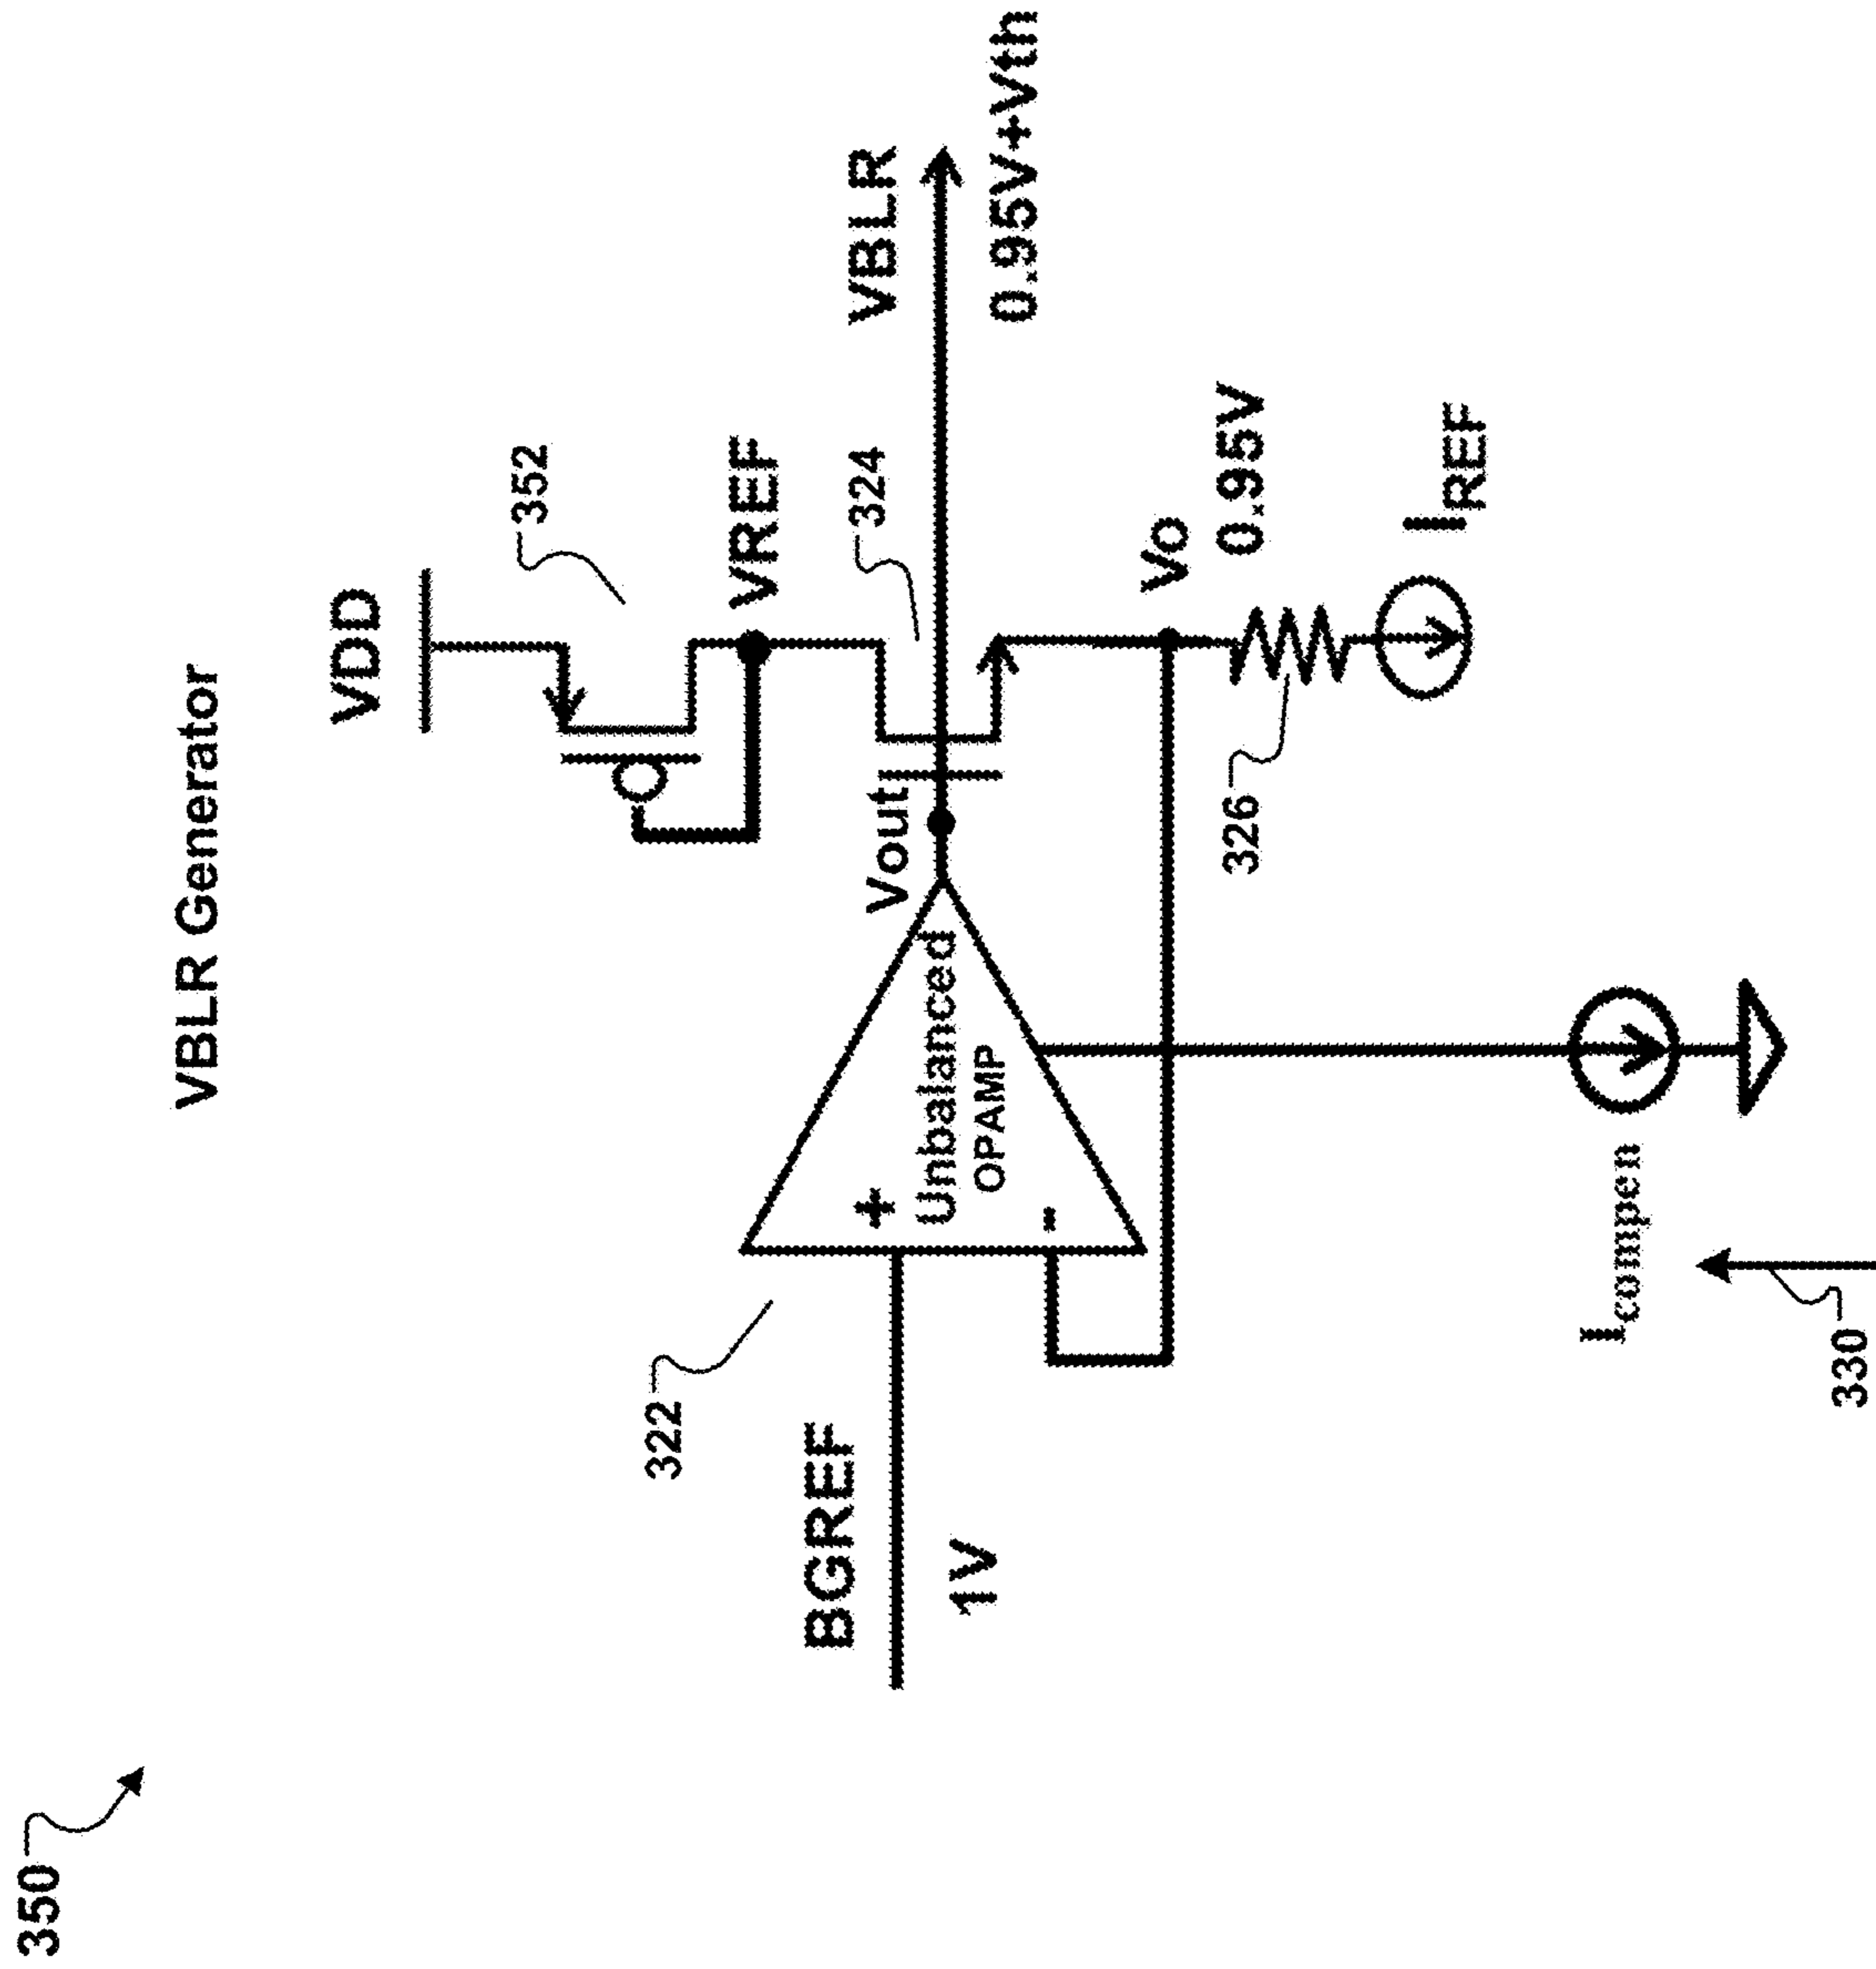 350
VBLR Generator
VDD
352
VREF
322
BGREF
1V
+
-
Unbalanced
OPAMP
Vout
324
VBLR
0.95V+Vth
Vo
0.95V
326
IREF
Icompen
330